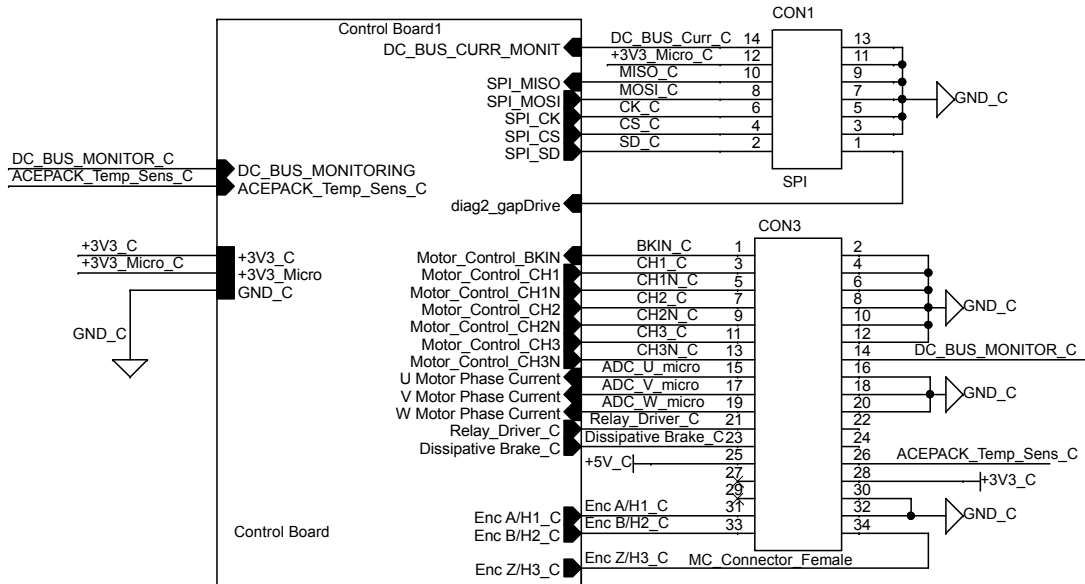 Control Board1
CON1
DC_BUS_CURR_MONIT DC_BUS_Curr_C 14 13
+3V3_Micro_C 12 11
SPI_MISO MISO_C 10 9
SPI_MOSI MOSI_C 8 7 GND_C
SPI_CK CK_C 6 5
SPI_CS CS_C 4 3
SPI_SD SD_C 2 1
SPI
DC_BUS_MONITOR_C DC_BUS_MONITORING
ACEPACK_Temp_Sens_C ACEPACK_Temp_Sens_C
diag2_gapDrive
CON3
+3V3_C +3V3_C
+3V3_Micro_C +3V3_Micro
GND_C
GND_C
Motor_Control_BKIN BKIN_C 1 2
Motor_Control_CH1 CH1_C 3 4
Motor_Control_CH1N CH1N_C 5 6
Motor_Control_CH2 CH2_C 7 8 GND_C
Motor_Control_CH2N CH2N_C 9 10
Motor_Control_CH3 CH3_C 11 12
Motor_Control_CH3N CH3N_C 13 14 DC_BUS_MONITOR_C
U Motor Phase Current ADC_U_micro 15 16
V Motor Phase Current ADC_V_micro 17 18 GND_C
W Motor Phase Current ADC_W_micro 19 20
Relay_Driver_C Relay_Driver_C 21 22
Dissipative Brake_C Dissipative Brake_C 23 24
+5V_C 25 26 ACEPACK_Temp_Sens_C
27 28 +3V3_C
29 30
Enc A/H1_C Enc A/H1_C 31 32 GND_C
Enc B/H2_C Enc B/H2_C 33 34
Control Board
Enc Z/H3_C Enc Z/H3_C MC_Connector_Female